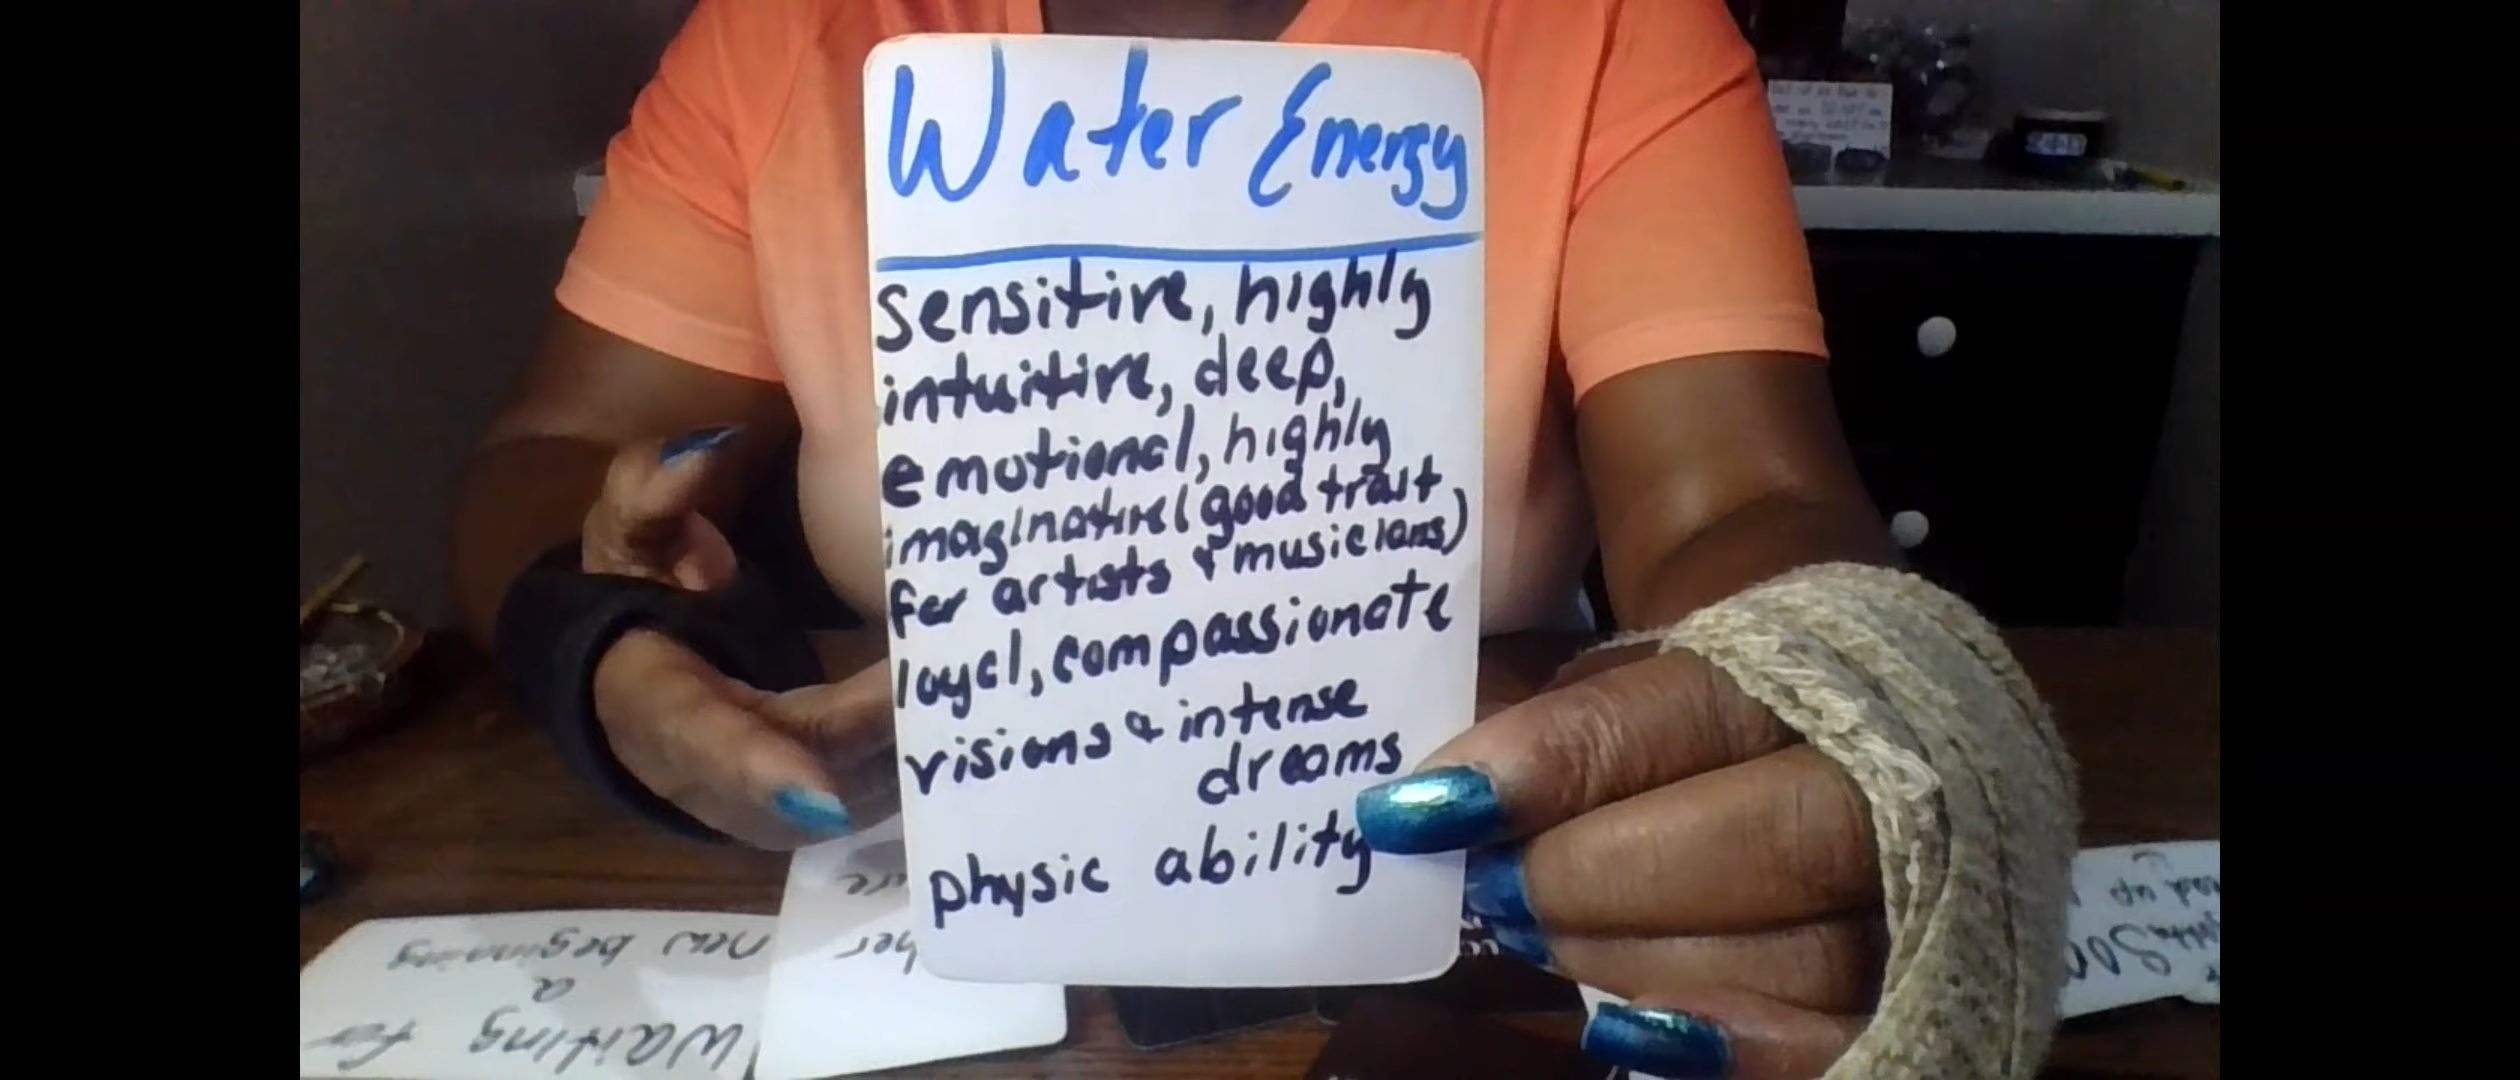 Water Energy
Sensitive, highly
intuitive, deep,
emotional, highly
imaginative (good trait
for artists & musicians)
loyal, compassionate
visions & intense
dreams
physic ability
Waiting for
a
new beginning